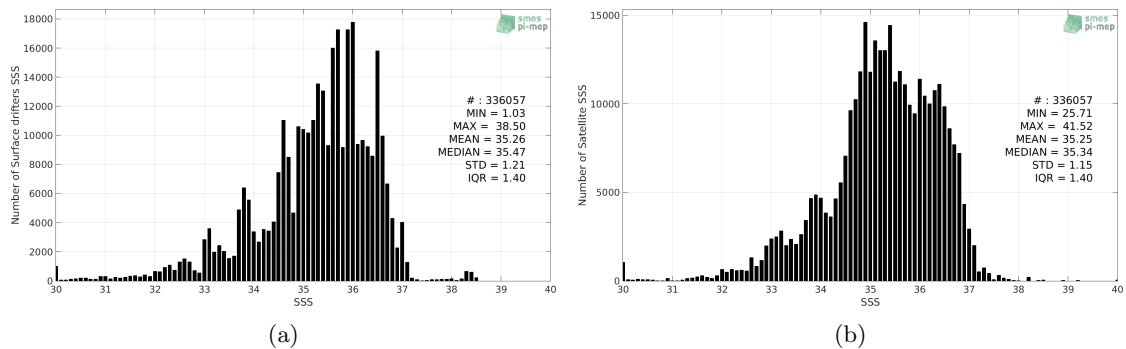 18000
16000
14000
12000
10000
8000
6000
4000
2000
0
Number of Surface drifters SSS
30 31 32 33 34 35 36 37 38 39 40
SSS
smos
pi-mep
# : 336057
MIN = 1.03
MAX = 38.50
MEAN = 35.26
MEDIAN = 35.47
STD = 1.21
IQR = 1.40
(a)
15000
10000
5000
0
Number of Satellite SSS
30 31 32 33 34 35 36 37 38 39 40
SSS
smos
pi-mep
# : 336057
MIN = 25.71
MAX = 41.52
MEAN = 35.25
MEDIAN = 35.34
STD = 1.15
IQR = 1.40
(b)